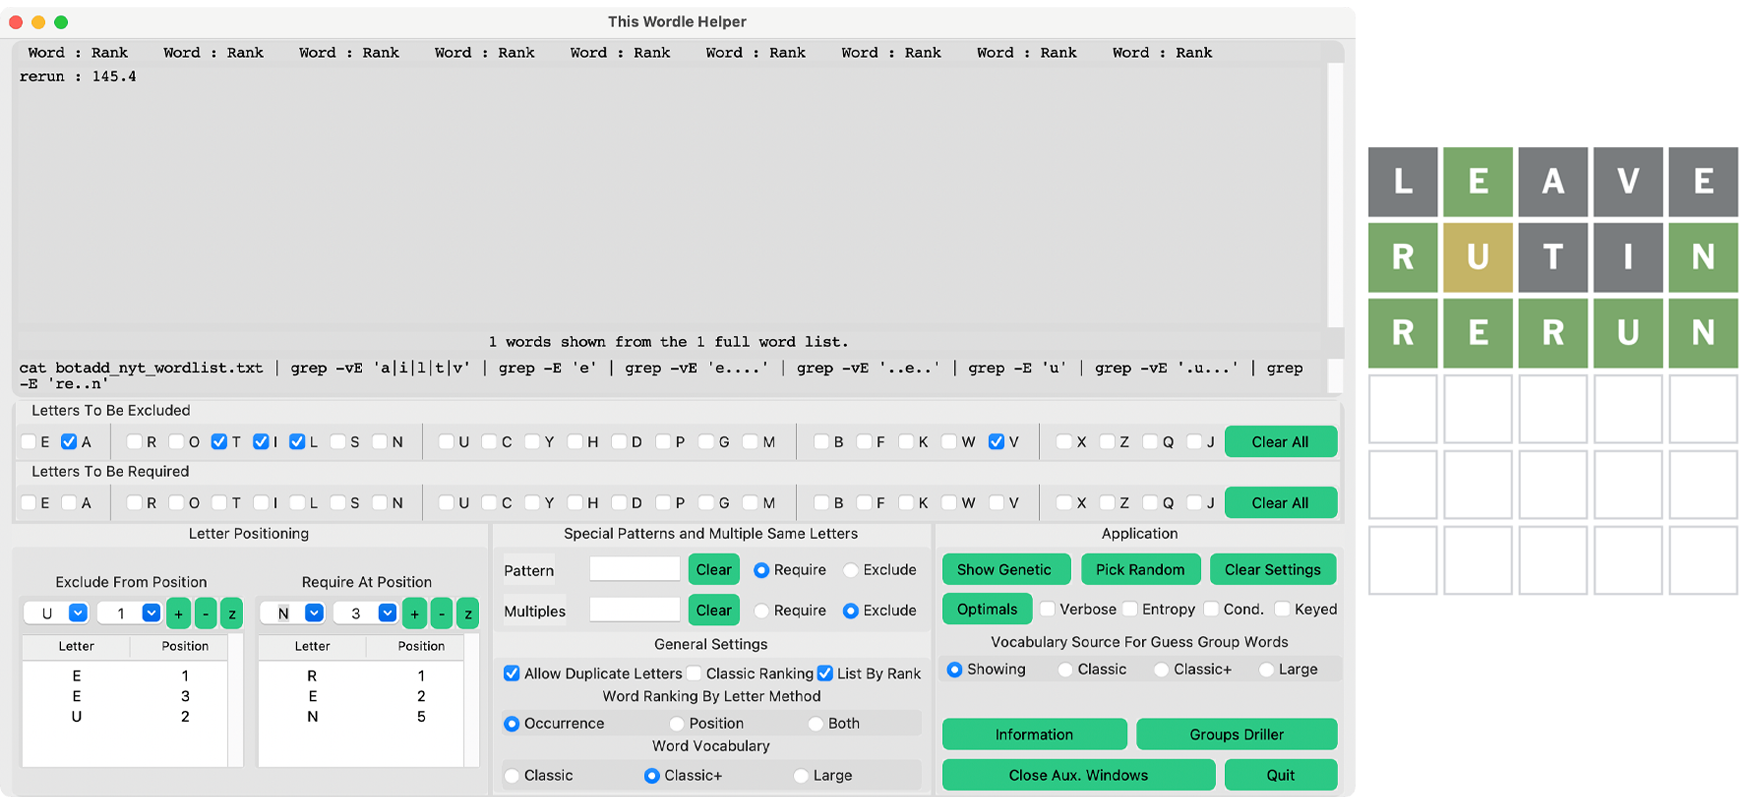 This Wordle Helper
Word : Rank Word : Rank Word : Rank Word : Rank Word : Rank Word : Rank Word : Rank Word : Rank Word : Rank
rerun : 145.4
1 words shown from the 1 full word list.
cat botadd_nyt_wordlist.txt | grep -vE 'a|i|l|t|v' | grep -E 'e' | grep -vE 'e....' | grep -vE '..e..' | grep -E 'u' | grep -vE '.u...' | grep
-E 're..n'
Letters To Be Excluded
E A R O T I L S N U C Y H D P G M B F K W V X Z Q J Clear All
Letters To Be Required
E A R O T I L S N U C Y H D P G M B F K W V X Z Q J Clear All
Letter Positioning
Exclude From Position
U 1 + - z
Letter Position
E 1
E 3
U 2
Require At Position
N 3 + - z
Letter Position
R 1
E 2
N 5
Special Patterns and Multiple Same Letters
Pattern Clear Require Exclude
Multiples Clear Require Exclude
General Settings
Allow Duplicate Letters Classic Ranking List By Rank
Word Ranking By Letter Method
Occurrence Position Both
Word Vocabulary
Classic Classic+ Large
Application
Show Genetic Pick Random Clear Settings
Optimals Verbose Entropy Cond. Keyed
Vocabulary Source For Guess Group Words
Showing Classic Classic+ Large
Information Groups Driller
Close Aux. Windows Quit
L E A V E
R U T I N
R E R U N